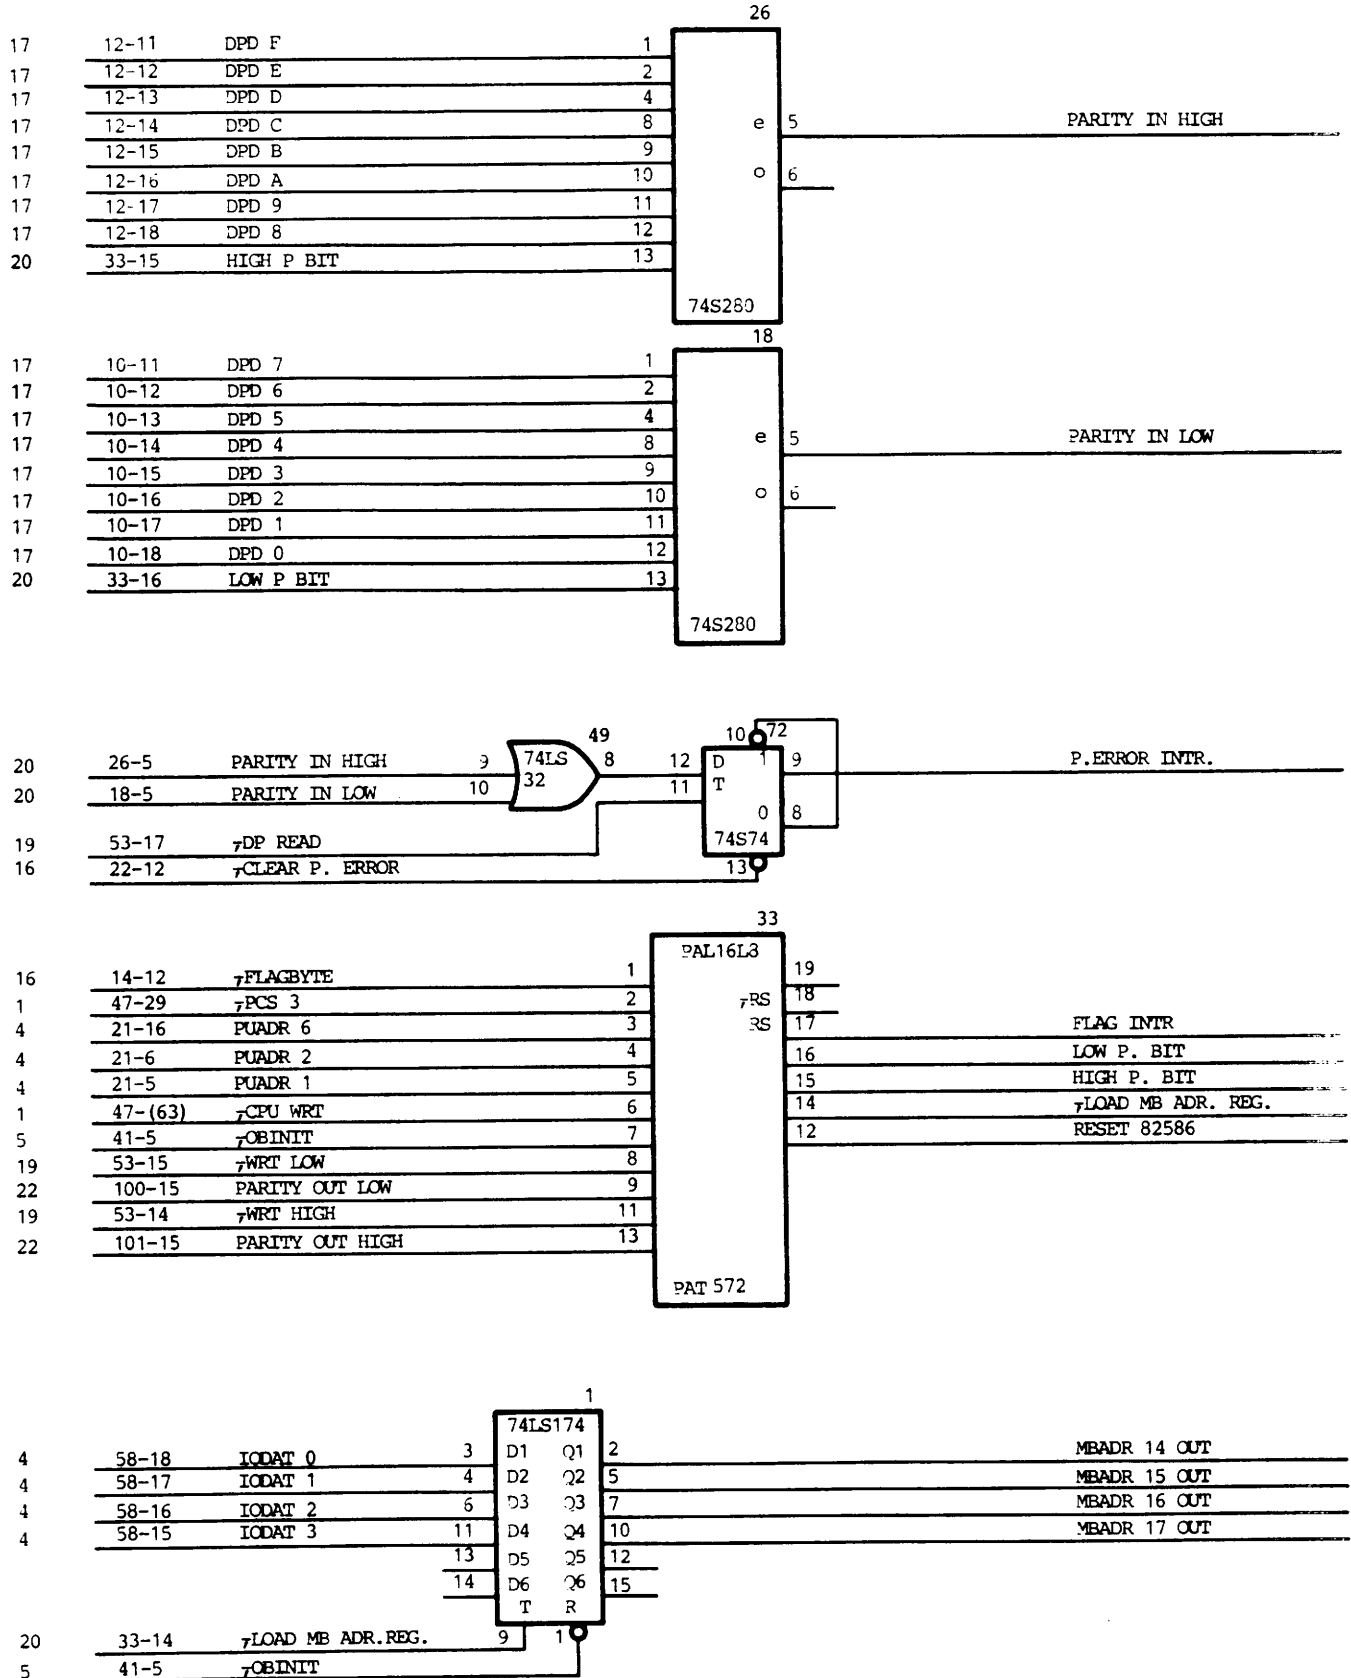 26
17 12-11 DPD F 1
17 12-12 DPD E 2
17 12-13 DPD D 4
17 12-14 DPD C 8 e 5 PARITY IN HIGH
17 12-15 DPD B 9
17 12-16 DPD A 10 o 6
17 12-17 DPD 9 11
17 12-18 DPD 8 12
20 33-15 HIGH P BIT 13
74S280
18
17 10-11 DPD 7 1
17 10-12 DPD 6 2
17 10-13 DPD 5 4
17 10-14 DPD 4 8 e 5 PARITY IN LOW
17 10-15 DPD 3 9
17 10-16 DPD 2 10 o 6
17 10-17 DPD 1 11
17 10-18 DPD 0 12
20 33-16 LOW P BIT 13
74S280
49 10 72
20 26-5 PARITY IN HIGH 9 74LS 8 12 D 1 9 P.ERROR INTR.
20 18-5 PARITY IN LOW 10 32 11 T
0 8
19 53-17 ¬DP READ 74S74
16 22-12 ¬CLEAR P. ERROR 13
33
PAL16L8
16 14-12 ¬FLAGBYTE 1 19
1 47-29 ¬PCS 3 2 ¬RS 18
4 21-16 PUADR 6 3 RS 17 FLAG INTR
4 21-6 PUADR 2 4 16 LOW P. BIT
4 21-5 PUADR 1 5 15 HIGH P. BIT
1 47-(63) ¬CPU WRT 6 14 ¬LOAD MB ADR. REG.
5 41-5 ¬OBINIT 7 12 RESET 82586
19 53-15 ¬WRT LOW 8
22 100-15 PARITY OUT LOW 9
19 53-14 ¬WRT HIGH 11
22 101-15 PARITY OUT HIGH 13
PAT 572
1
74LS174
4 58-18 IODAT 0 3 D1 Q1 2 MBADR 14 OUT
4 58-17 IODAT 1 4 D2 Q2 5 MBADR 15 OUT
4 58-16 IODAT 2 6 D3 Q3 7 MBADR 16 OUT
4 58-15 IODAT 3 11 D4 Q4 10 MBADR 17 OUT
13 D5 Q5 12
14 D6 Q6 15
T R
20 33-14 ¬LOAD MB ADR.REG. 9 1
5 41-5 ¬OBINIT